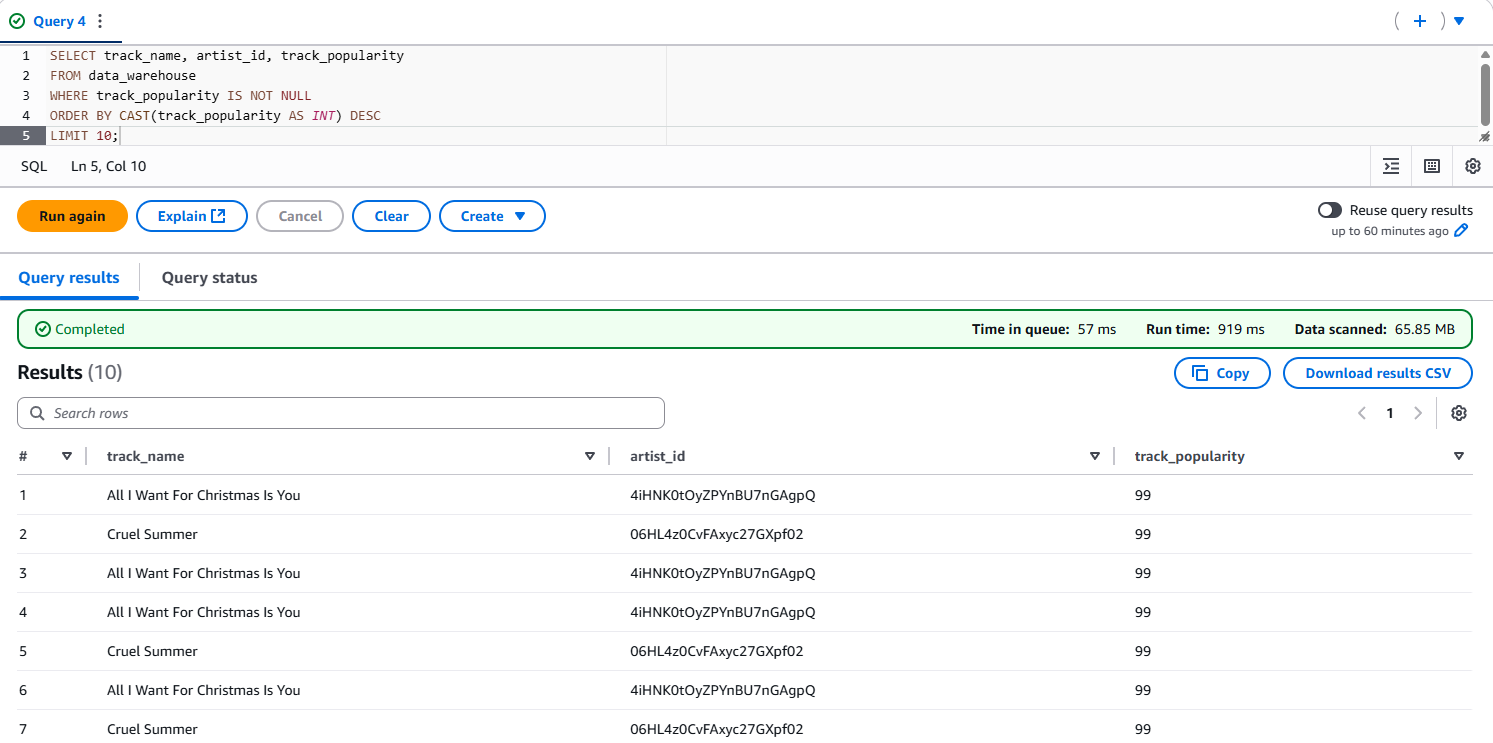 Query 4
1 SELECT track_name, artist_id, track_popularity
2 FROM data_warehouse
3 WHERE track_popularity IS NOT NULL
4 ORDER BY CAST(track_popularity AS INT) DESC
5 LIMIT 10;
SQL Ln 5, Col 10
Run again Explain Cancel Clear Create Reuse query results
up to 60 minutes ago
Query results Query status
Completed Time in queue: 57 ms Run time: 919 ms Data scanned: 65.85 MB
Results (10) Copy Download results CSV
Search rows 1
# track_name artist_id track_popularity
1 All I Want For Christmas Is You 4iHNK0tOyZPYnBU7nGAgpQ 99
2 Cruel Summer 06HL4z0CvFAxyc27GXpf02 99
3 All I Want For Christmas Is You 4iHNK0tOyZPYnBU7nGAgpQ 99
4 All I Want For Christmas Is You 4iHNK0tOyZPYnBU7nGAgpQ 99
5 Cruel Summer 06HL4z0CvFAxyc27GXpf02 99
6 All I Want For Christmas Is You 4iHNK0tOyZPYnBU7nGAgpQ 99
7 Cruel Summer 06HL4z0CvFAxyc27GXpf02 99